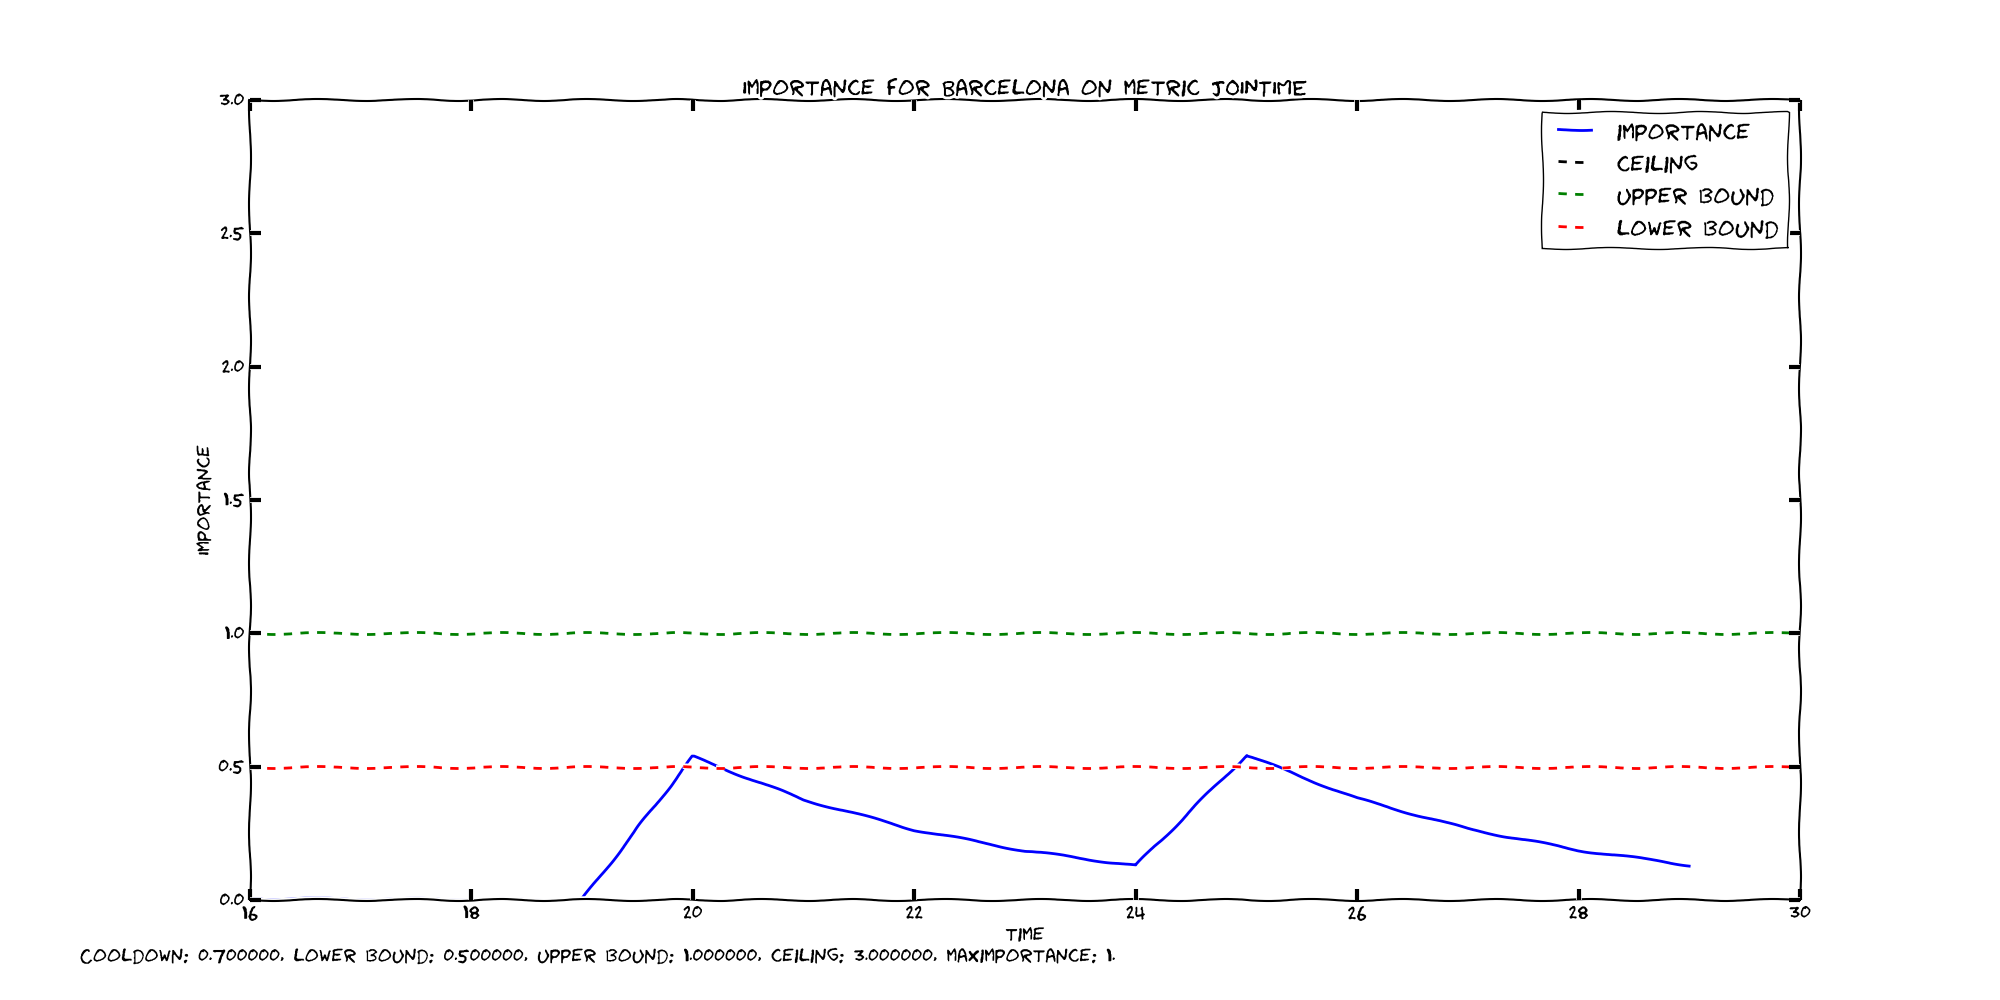 IMPORTANCE FOR BARCELONA ON METRIC JOINTIME
3.0
2.5
2.0
1.5
1.0
0.5
0.0
IMPORTANCE
IMPORTANCE
CEILING
UPPER BOUND
LOWER BOUND
16 18 20 22 24 26 28 30
TIME
COOLDOWN: 0.700000, LOWER BOUND: 0.500000, UPPER BOUND: 1.000000, CEILING: 3.000000, MAXIMPORTANCE: 1.